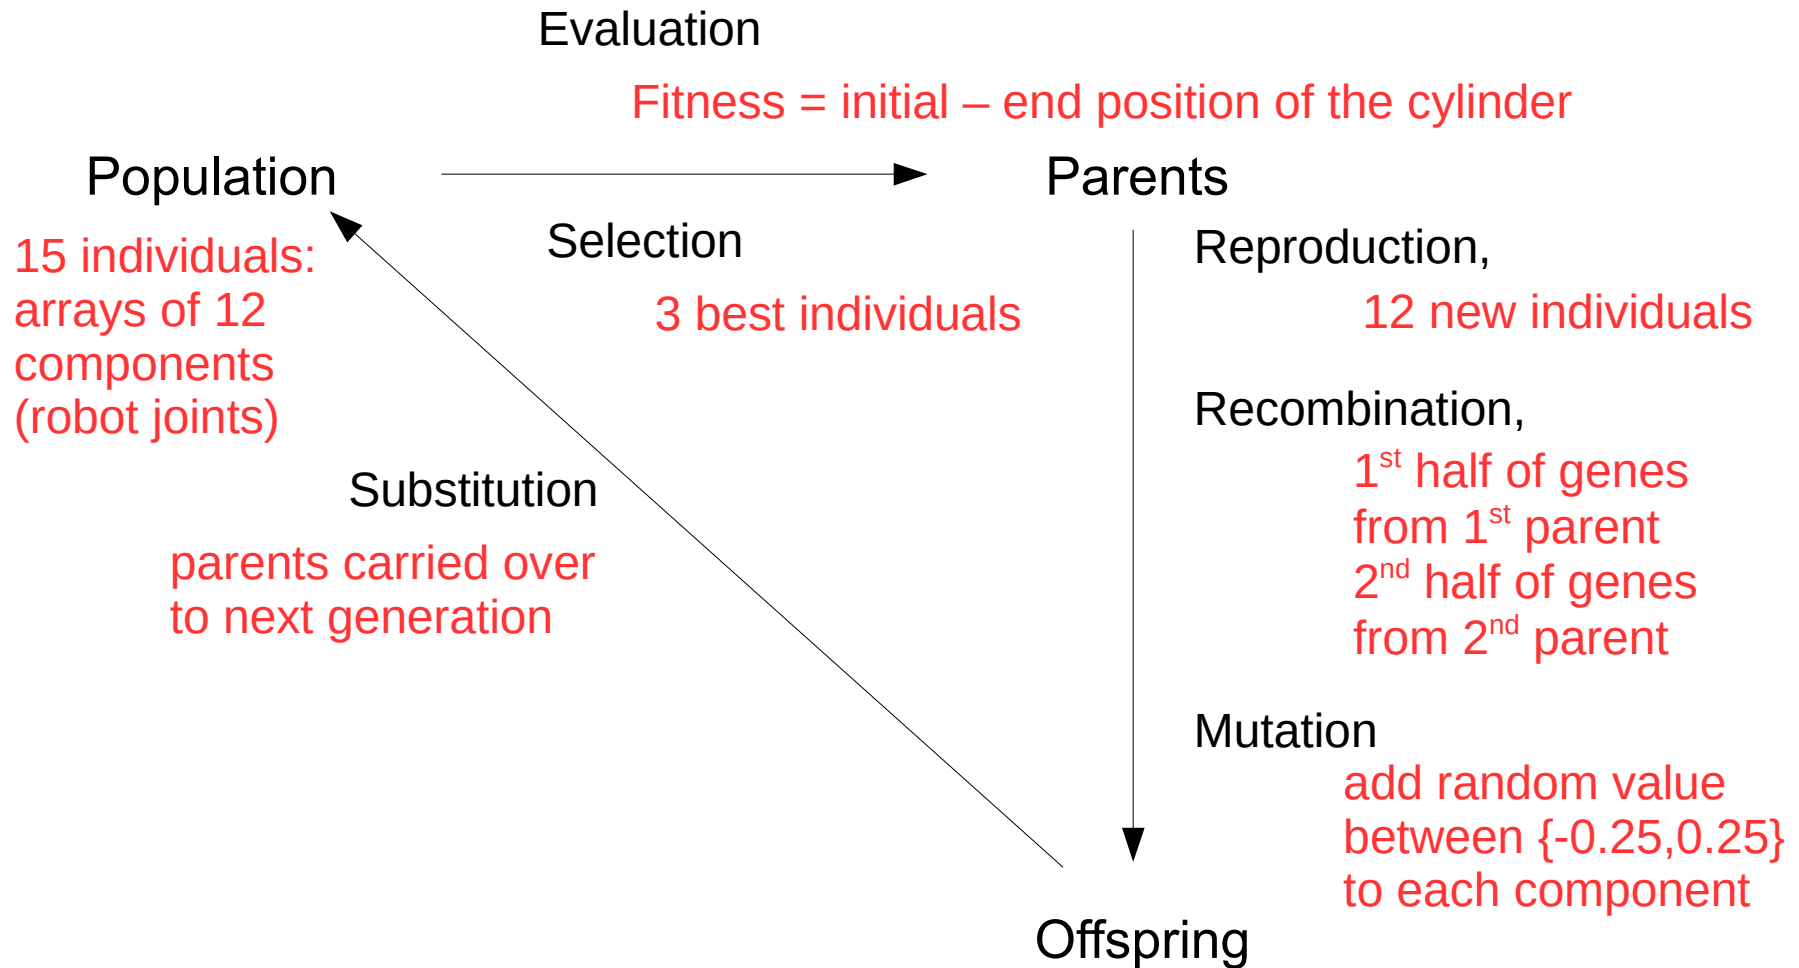 Evaluation
Fitness = initial – end position of the cylinder
Population
Parents
15 individuals:
arrays of 12
components
(robot joints)
Selection
3 best individuals
Reproduction,
12 new individuals
Recombination,
1st half of genes
from 1st parent
2nd half of genes
from 2nd parent
Substitution
parents carried over
to next generation
Mutation
add random value
between {-0.25,0.25}
to each component
Offspring